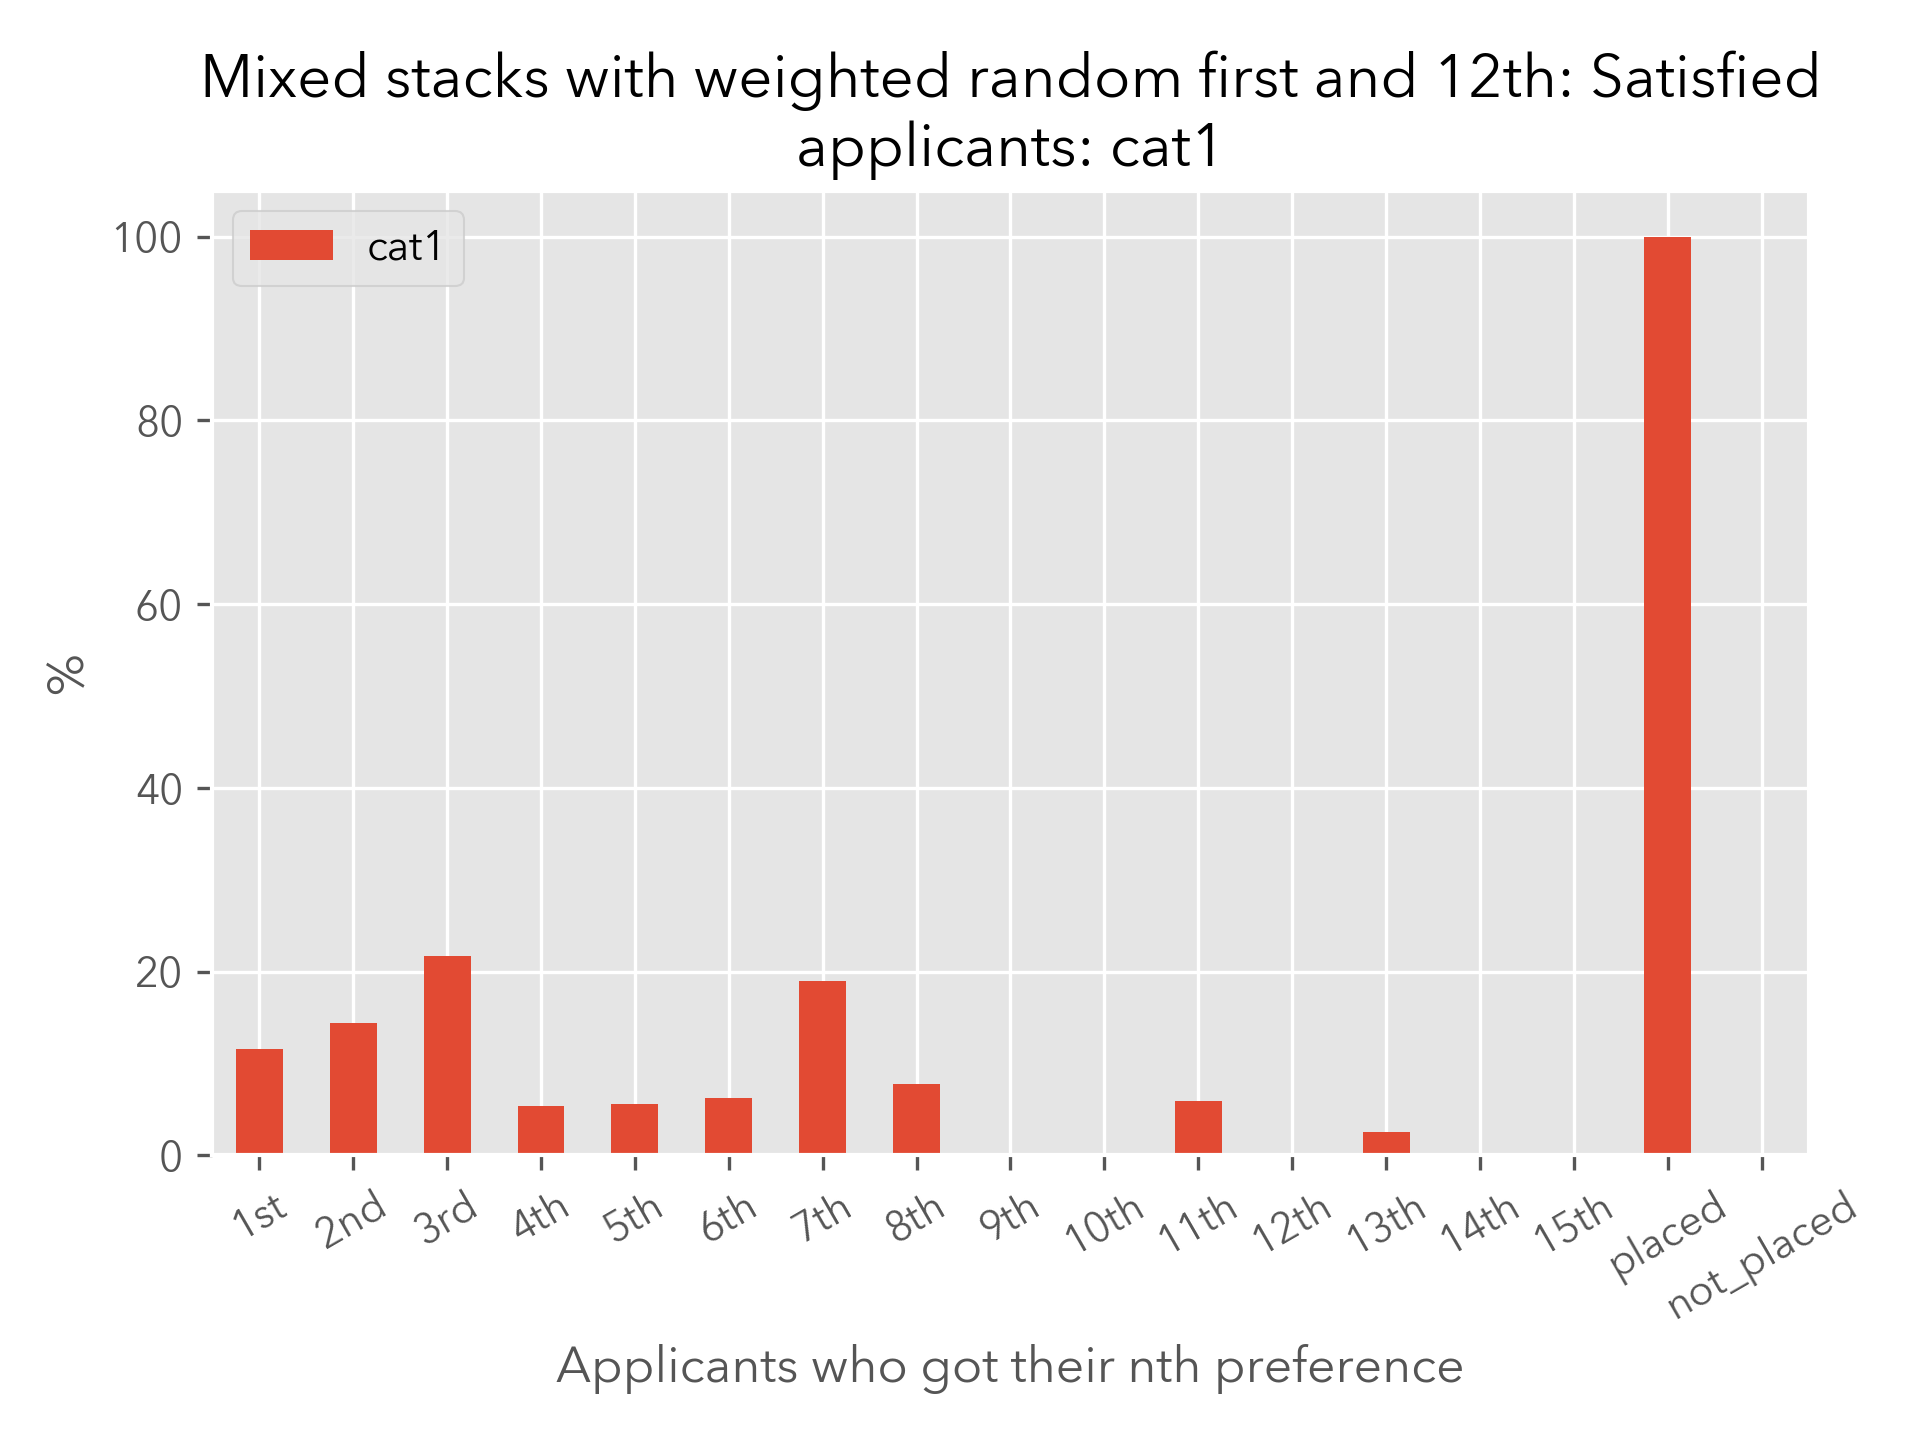 Mixed stacks with weighted random first and 12th: Satisfied
applicants: cat1
cat1
100
80
60
40
20
0
%
1st 2nd 3rd 4th 5th 6th 7th 8th 9th 10th 11th 12th 13th 14th 15th placed not_placed
Applicants who got their nth preference